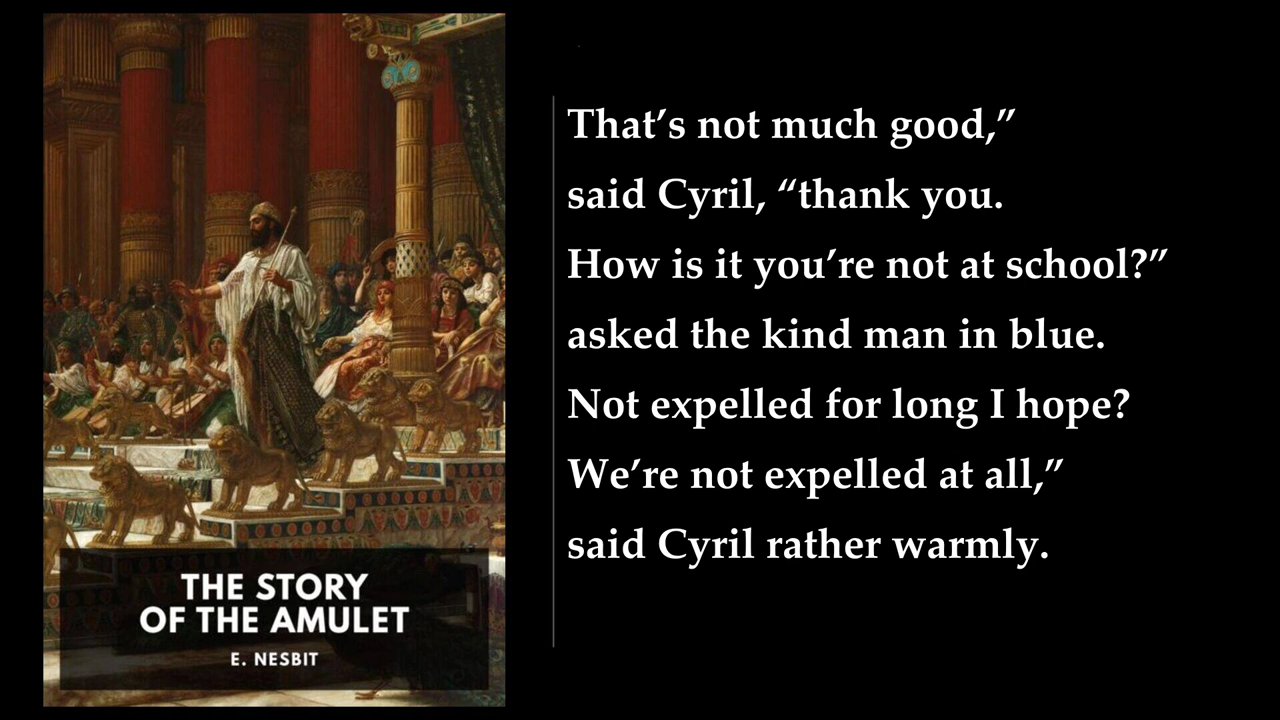 THE STORY
OF THE AMULET
E. NESBIT
That’s not much good,”
said Cyril, “thank you.
How is it you’re not at school?”
asked the kind man in blue.
Not expelled for long I hope?
We’re not expelled at all,”
said Cyril rather warmly.